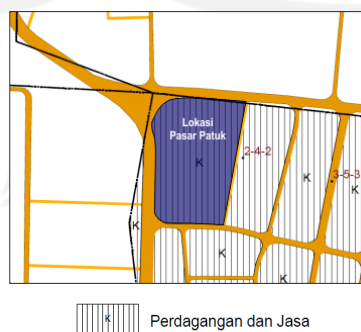 Lokasi
Pasar Patuk
K
2-4-2
K
3-5-3
K
K
K
K
K Perdagangan dan Jasa